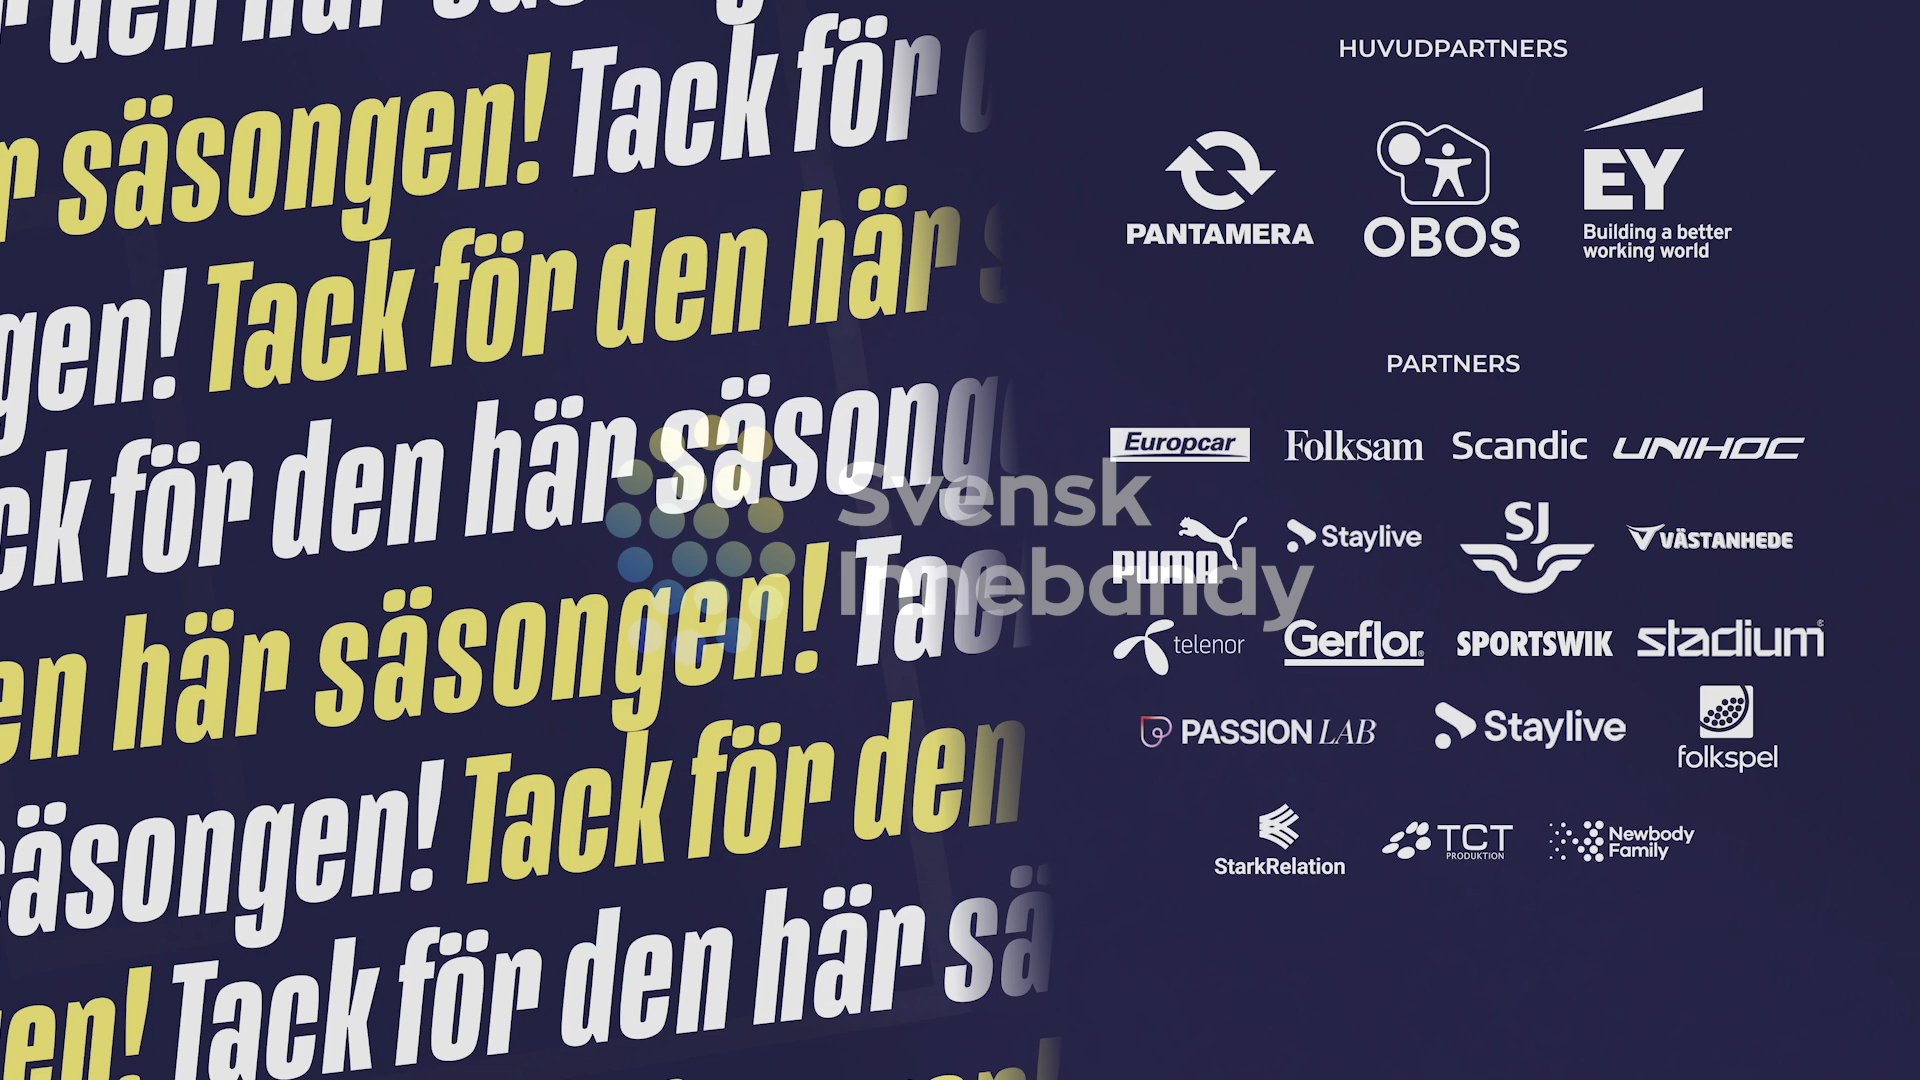 r den här säsongen!
r säsongen! Tack för
gen! Tack för den här
ck för den här säsong
en här säsongen! Tac
säsongen! Tack för den
en! Tack för den här sä
Svensk
Innebandy
HUVUDPARTNERS
PANTAMERA
OBOS
EY
Building a better
working world
PARTNERS
Europcar Folksam Scandic UNIHOC
PUMA Staylive SJ VÄSTANHEDE
telenor Gerflor SPORTSWIK stadium
PASSION LAB Staylive folkspel
StarkRelation
TCT
PRODUKTION
Newbody
Family